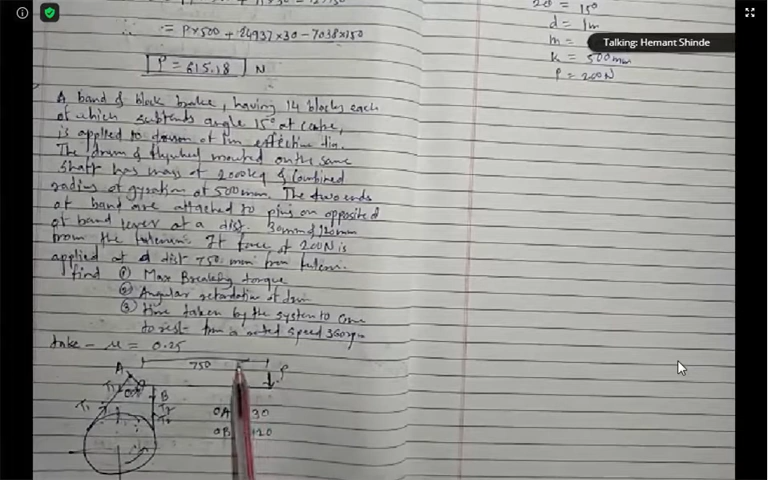 = P×500 + 24937×30 - 7038×150
∴
P = 615.18 N
2θ = 15°
d = 1m
m =
Talking: Hemant Shinde
k = 500mm
P = 200N
A band & block brake, having 14 blocks each
of which subtends angle 15° at centre,
is applied to drum of 1m effective dia.
The drum & flywheel mounted on the same
shaft has mass of 2000kg & Combined
radius of gyration of 500mm. The two ends
of band are attached to pins on opposite d
of band lever at a dist. 30mm & 120mm
from the fulcrum. If force of 200N is
applied at a dist 750 mm from fulcrum.
find ① Max Breaking torque
② Angular retardation of drum
③ time taken by the system to Come
to rest from a rated speed 360rpm
take - μ = 0.25
750
P
A
B
T1
OA 30
OB 120